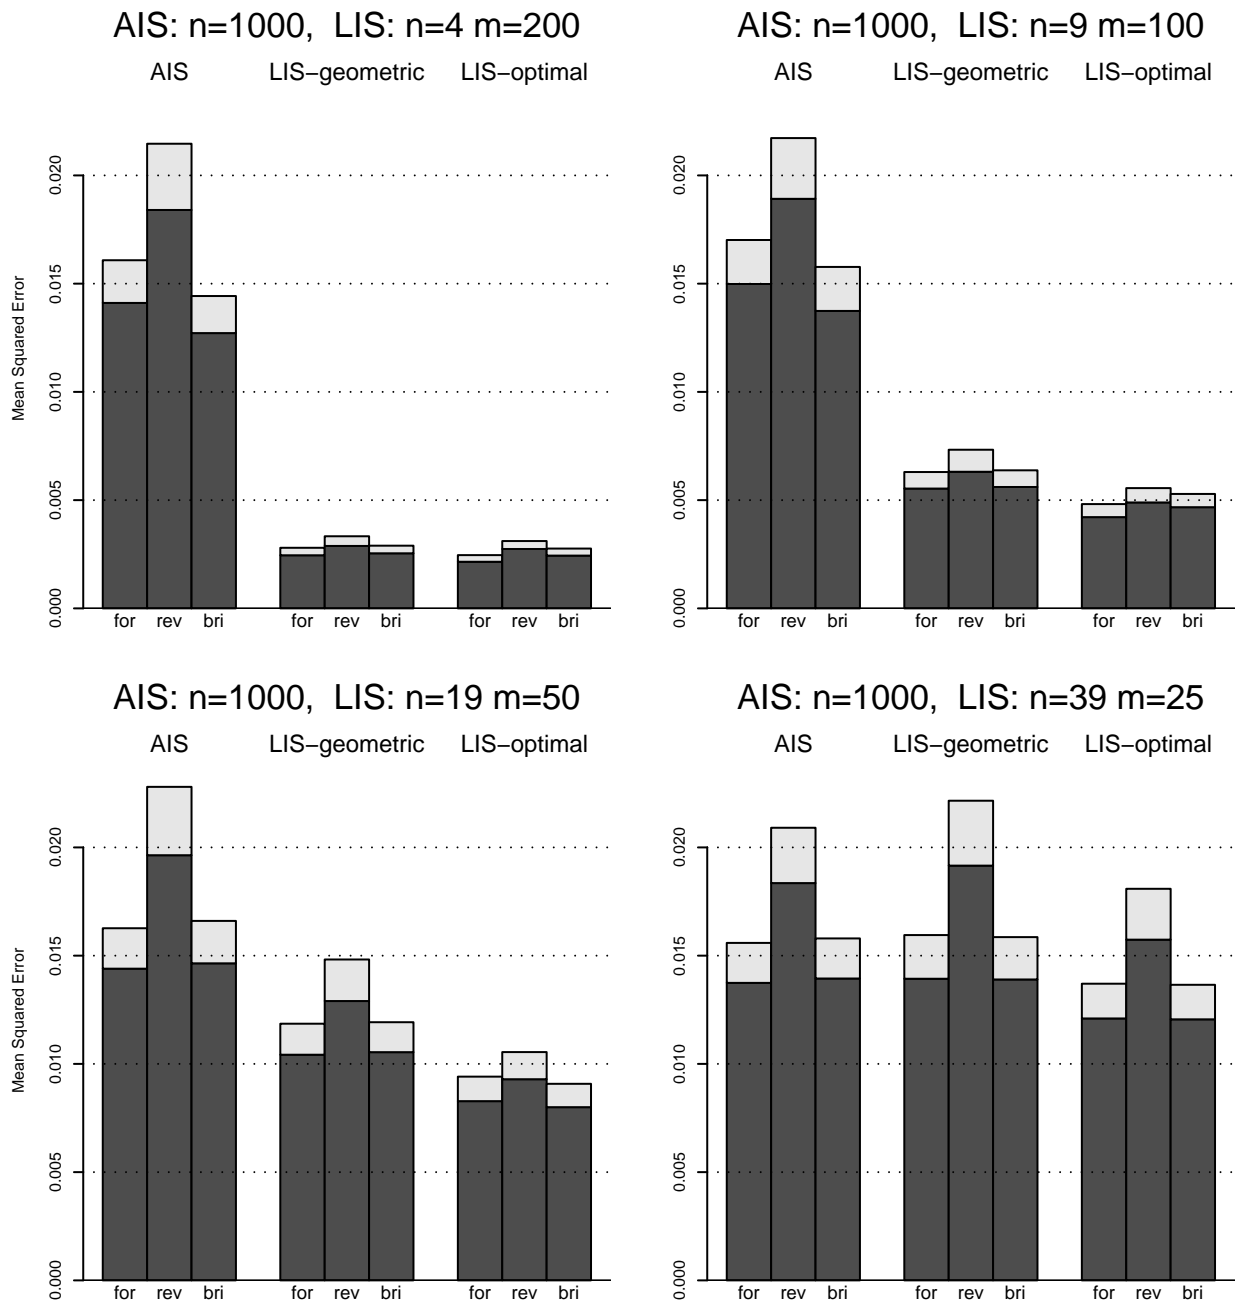 AIS: n=1000,  LIS: n=4 m=200
AIS LIS−geometric LIS−optimal
Mean Squared Error
0.020
0.015
0.010
0.005
0.000
for rev bri for rev bri for rev bri
AIS: n=1000,  LIS: n=9 m=100
AIS LIS−geometric LIS−optimal
0.020
0.015
0.010
0.005
0.000
for rev bri for rev bri for rev bri
AIS: n=1000,  LIS: n=19 m=50
AIS LIS−geometric LIS−optimal
Mean Squared Error
0.020
0.015
0.010
0.005
0.000
for rev bri for rev bri for rev bri
AIS: n=1000,  LIS: n=39 m=25
AIS LIS−geometric LIS−optimal
0.020
0.015
0.010
0.005
0.000
for rev bri for rev bri for rev bri